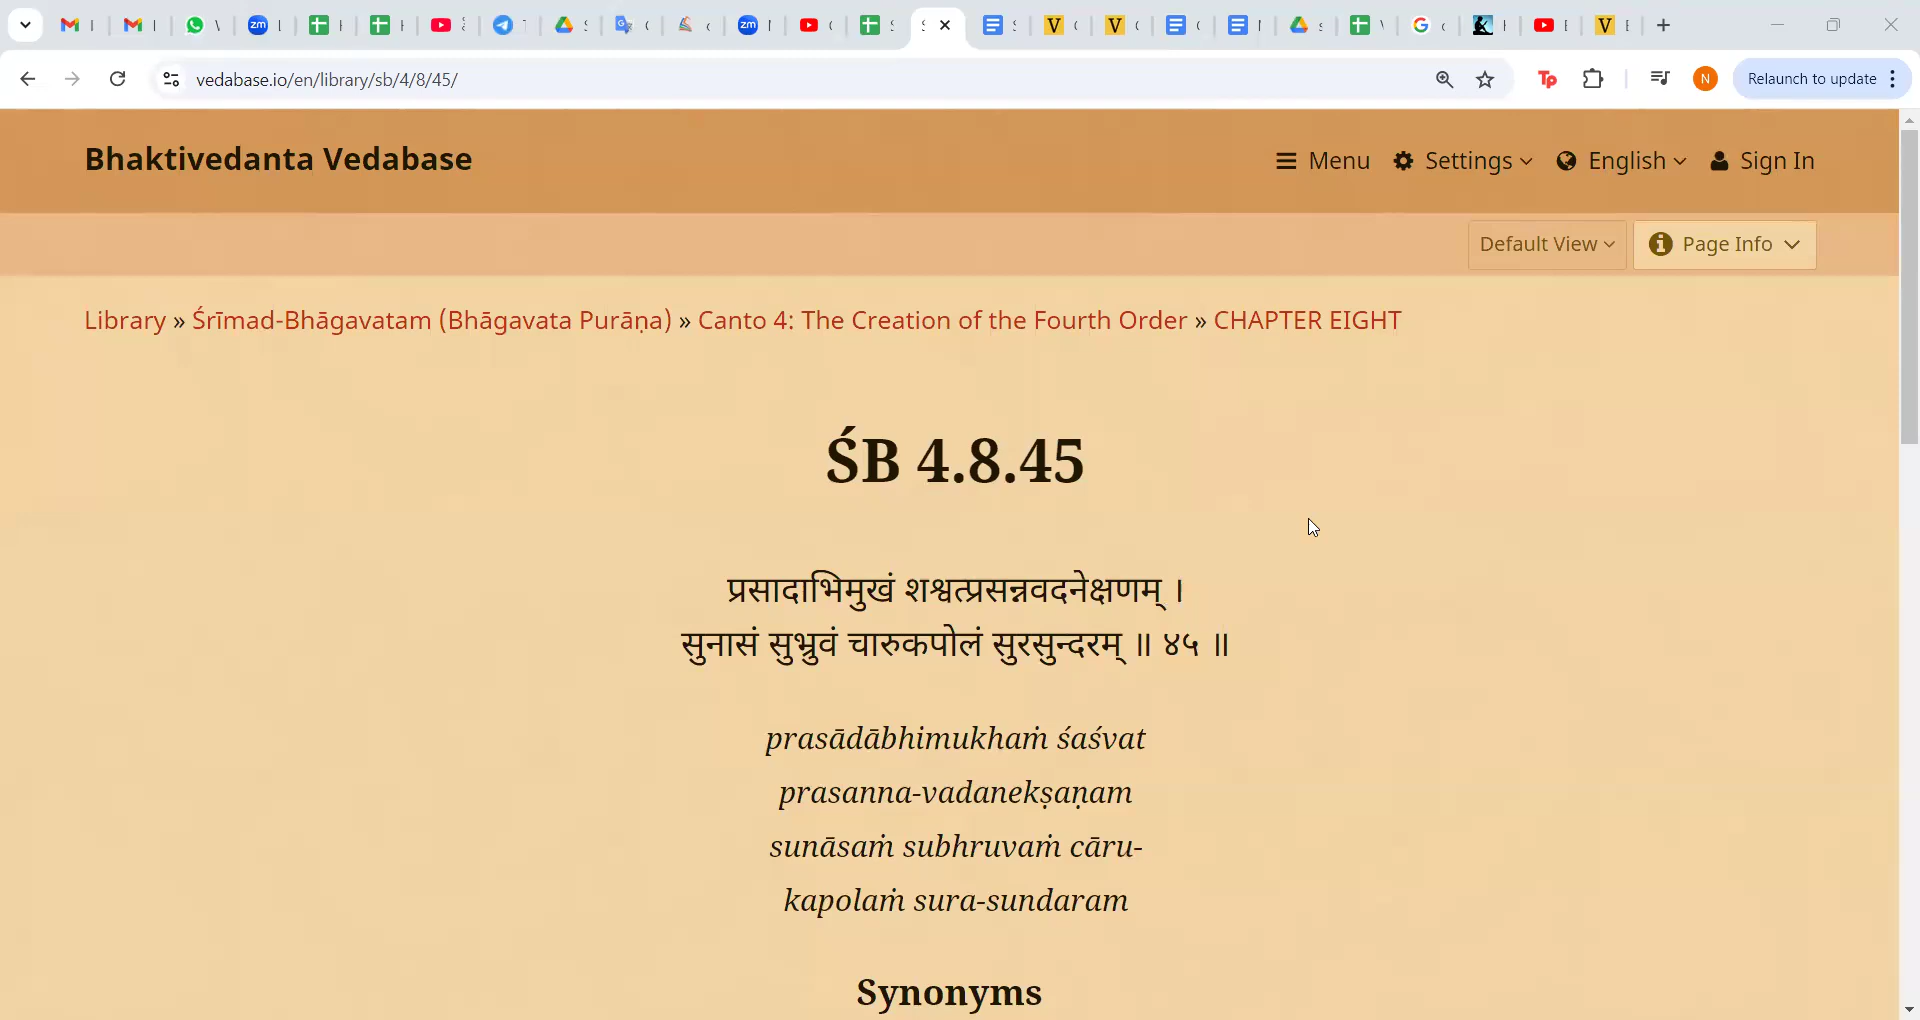 vedabase.io/en/library/sb/4/8/45/
N
Relaunch to update
Bhaktivedanta Vedabase
Menu
Settings
English
Sign In
Default View
Page Info
Library » Śrīmad-Bhāgavatam (Bhāgavata Purāṇa) » Canto 4: The Creation of the Fourth Order » CHAPTER EIGHT
ŚB 4.8.45
प्रसादाभिमुखं शश्वत्प्रसन्नवदनेक्षणम् ।
सुनासं सुभ्रुवं चारुकपोलं सुरसुन्दरम् ॥ ४५ ॥
prasādābhimukhaṁ śaśvat
prasanna-vadanekṣaṇam
sunāsaṁ subhruvaṁ cāru-
kapolaṁ sura-sundaram
Synonyms